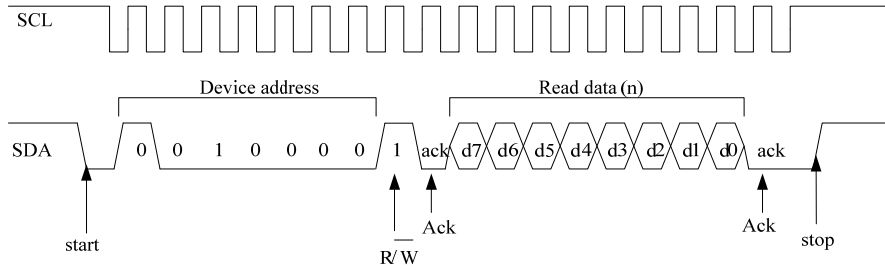 SCL
Device address
Read data (n)
SDA
0 0 1 0 0 0 0 1 ack d7 d6 d5 d4 d3 d2 d1 d0 ack
start
Ack
Ack
stop
R/W̅